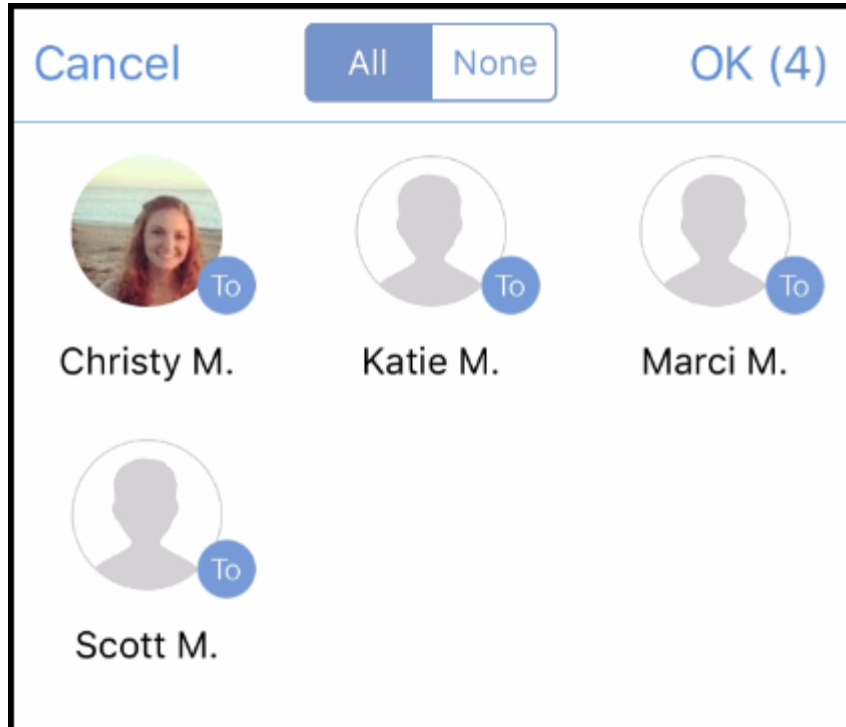 Cancel All None OK (4)
To To To
Christy M. Katie M. Marci M.
To
Scott M.